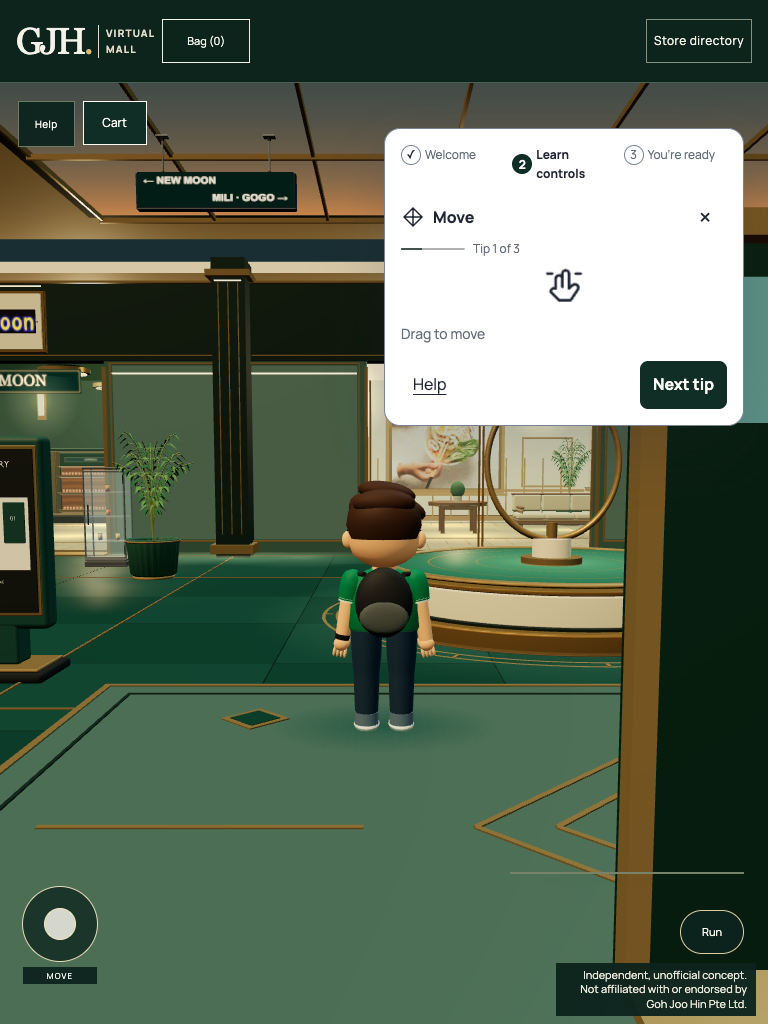 GJH.
VIRTUAL
MALL
Bag (0)
Store directory
Help
Cart
← NEW MOON
MILI · GOGO →
✓ Welcome
2 Learn
controls
3 You're ready
Move
×
Tip 1 of 3
Drag to move
Help
Next tip
oon
MOON
RY
MOVE
Run
Independent, unofficial concept.
Not affiliated with or endorsed by
Goh Joo Hin Pte Ltd.